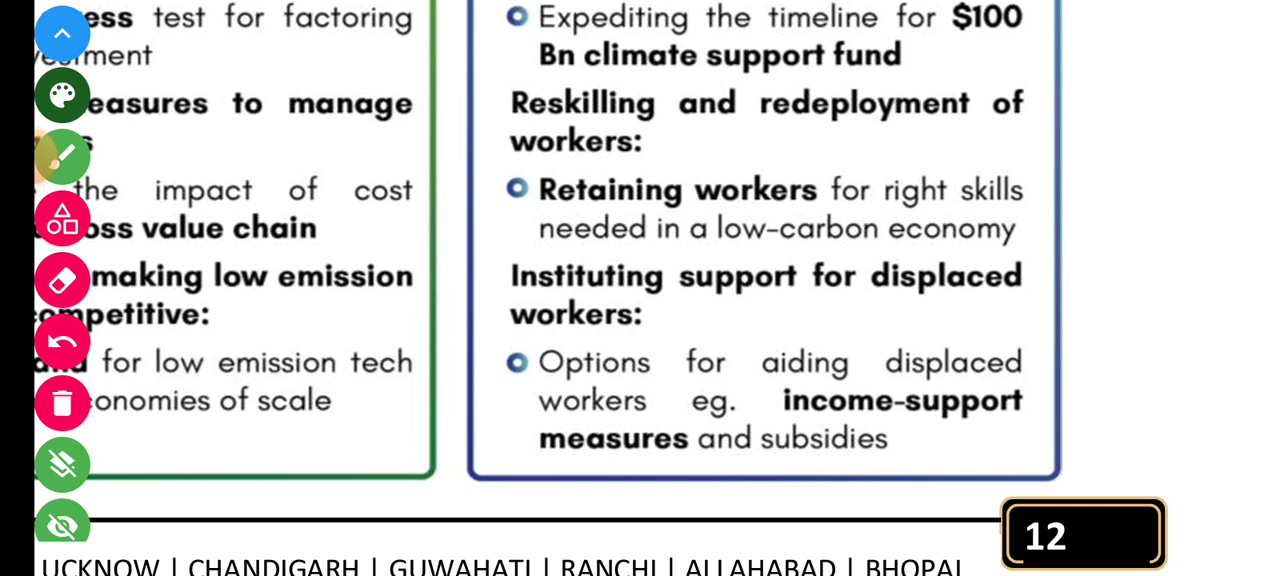 test for factoring
easures to manage
the impact of cost
oss value chain
making low emission
competitive:
for low emission tech
conomies of scale
Expediting the timeline for $100
Bn climate support fund
Reskilling and redeployment of
workers:
Retaining workers for right skills
needed in a low-carbon economy
Instituting support for displaced
workers:
Options for aiding displaced
workers eg. income-support
measures and subsidies
12
UCKNOW | CHANDIGARH | GUWAHATI | RANCHI | ALLAHABAD | BHOPAL